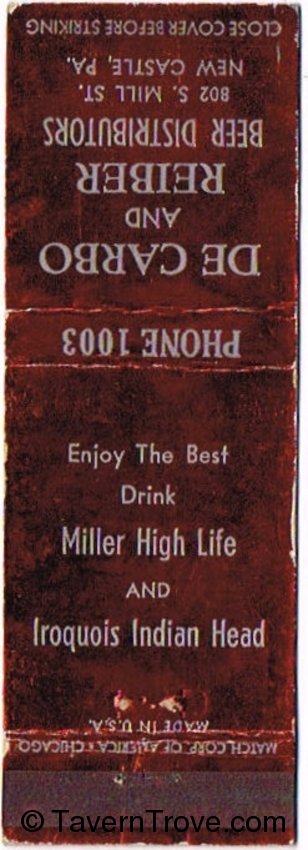 CLOSE COVER BEFORE STRIKING
DE CARBO
AND
REIBER
BEER DISTRIBUTORS
802 S. MILL ST.
NEW CASTLE, PA.
PHONE 1003
Enjoy The Best
Drink
Miller High Life
AND
Iroquois Indian Head
MADE IN U.S.A.
MATCH CORP. OF AMERICA • CHICAGO
© TavernTrove.com